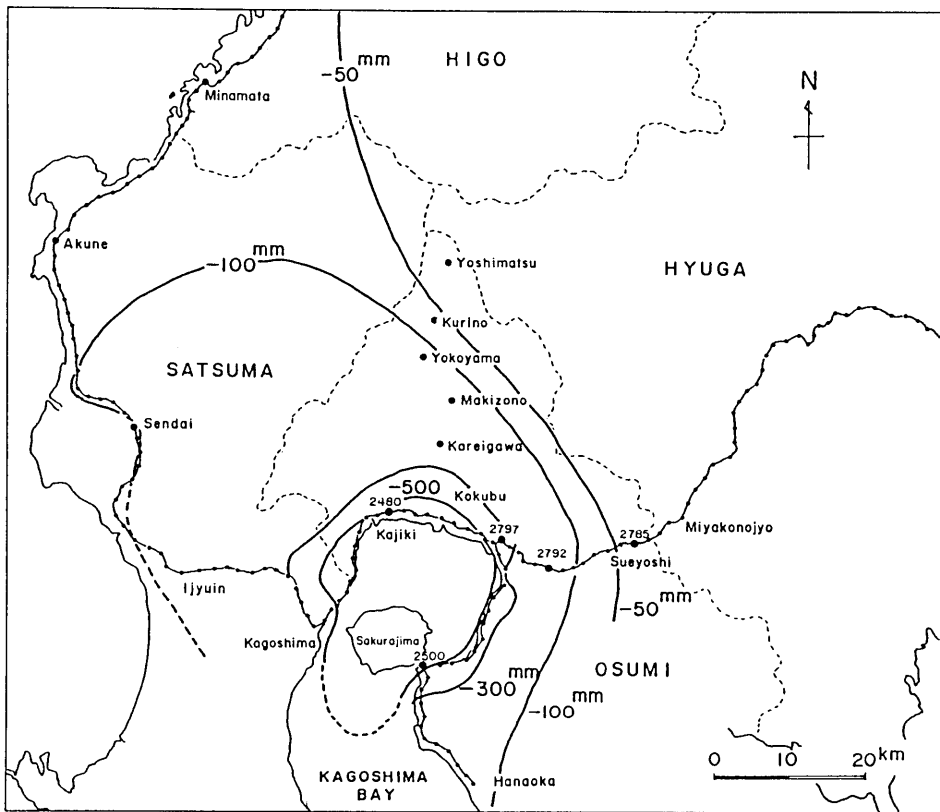 HIGO
-50mm
N
Minamata
Akune
-100mm
Yoshimatsu
HYUGA
Kurino
SATSUMA
Yokoyama
Makizono
Sendai
Kareigawa
-500
Kokubu
2480
Kajiki
2797
2785
Miyakonojyo
2792
Sueyoshi
Ijyuin
-50mm
Kagoshima
Sakurajima
2500
OSUMI
-300mm
-100mm
0 10 20km
KAGOSHIMA
BAY
Hanaoka